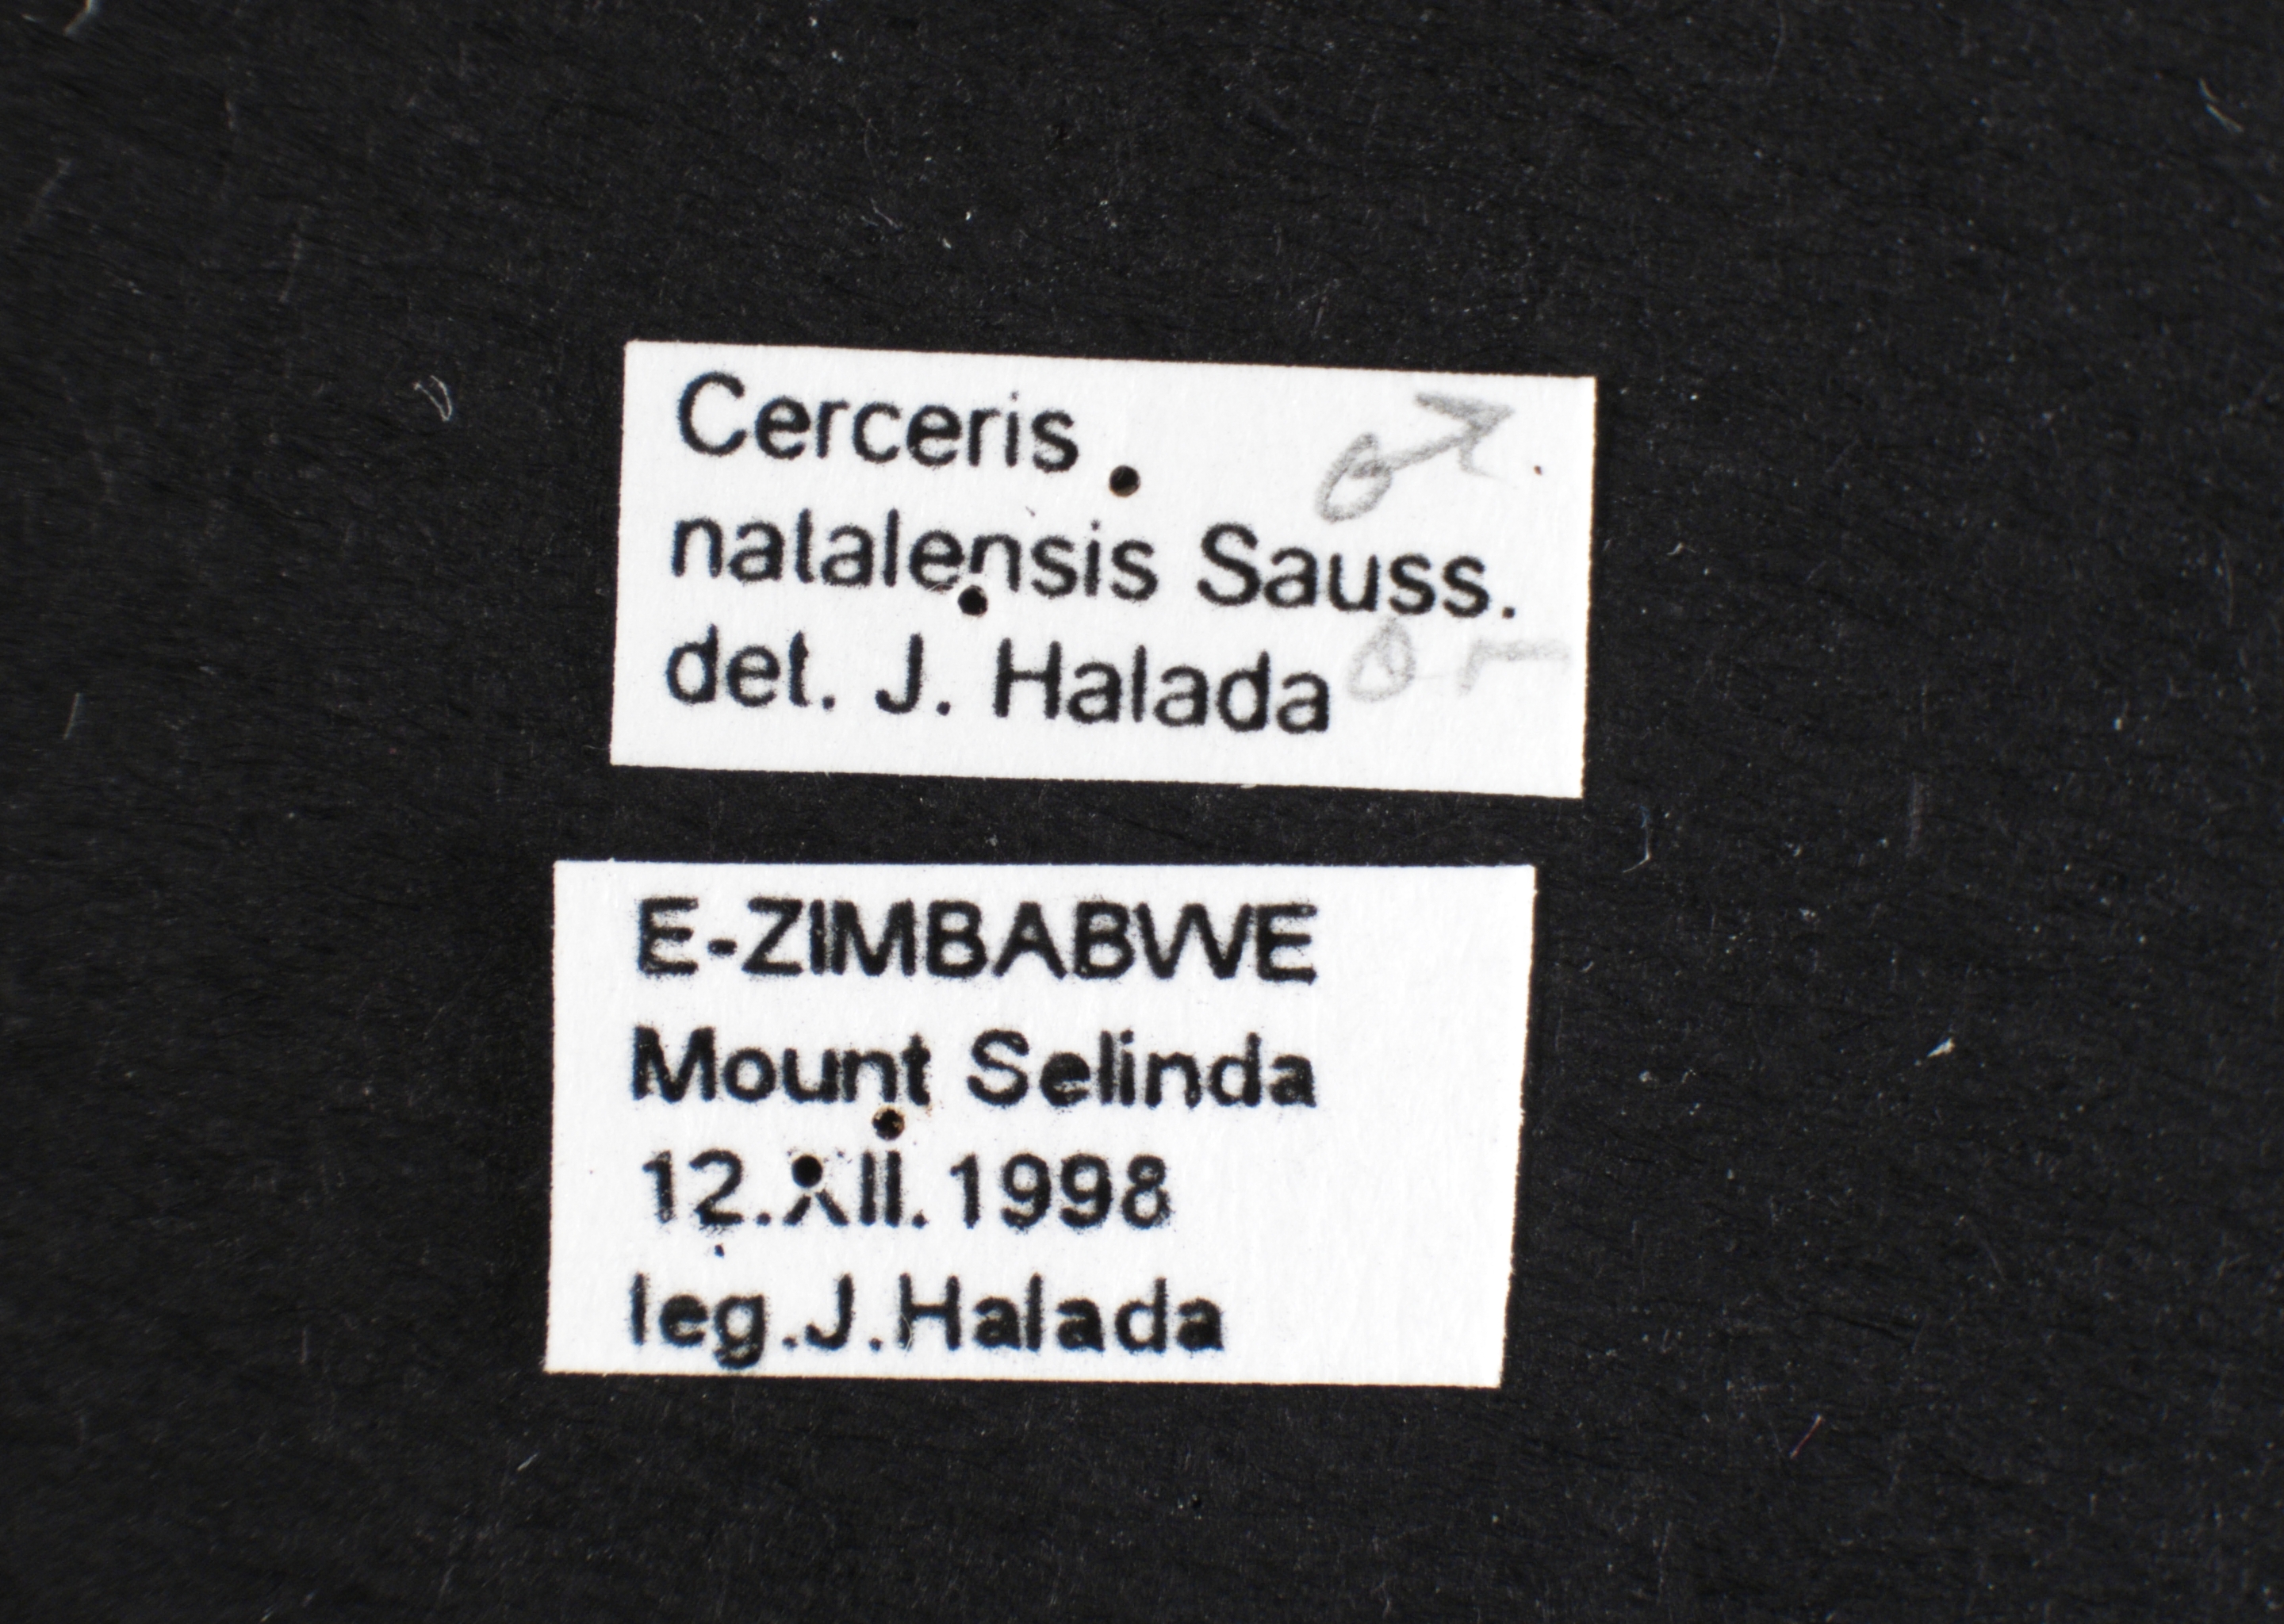 Cerceris ♂
natalensis Sauss.
det. J. Halada
E-ZIMBABWE
Mount Selinda
12.XII.1998
leg.J.Halada